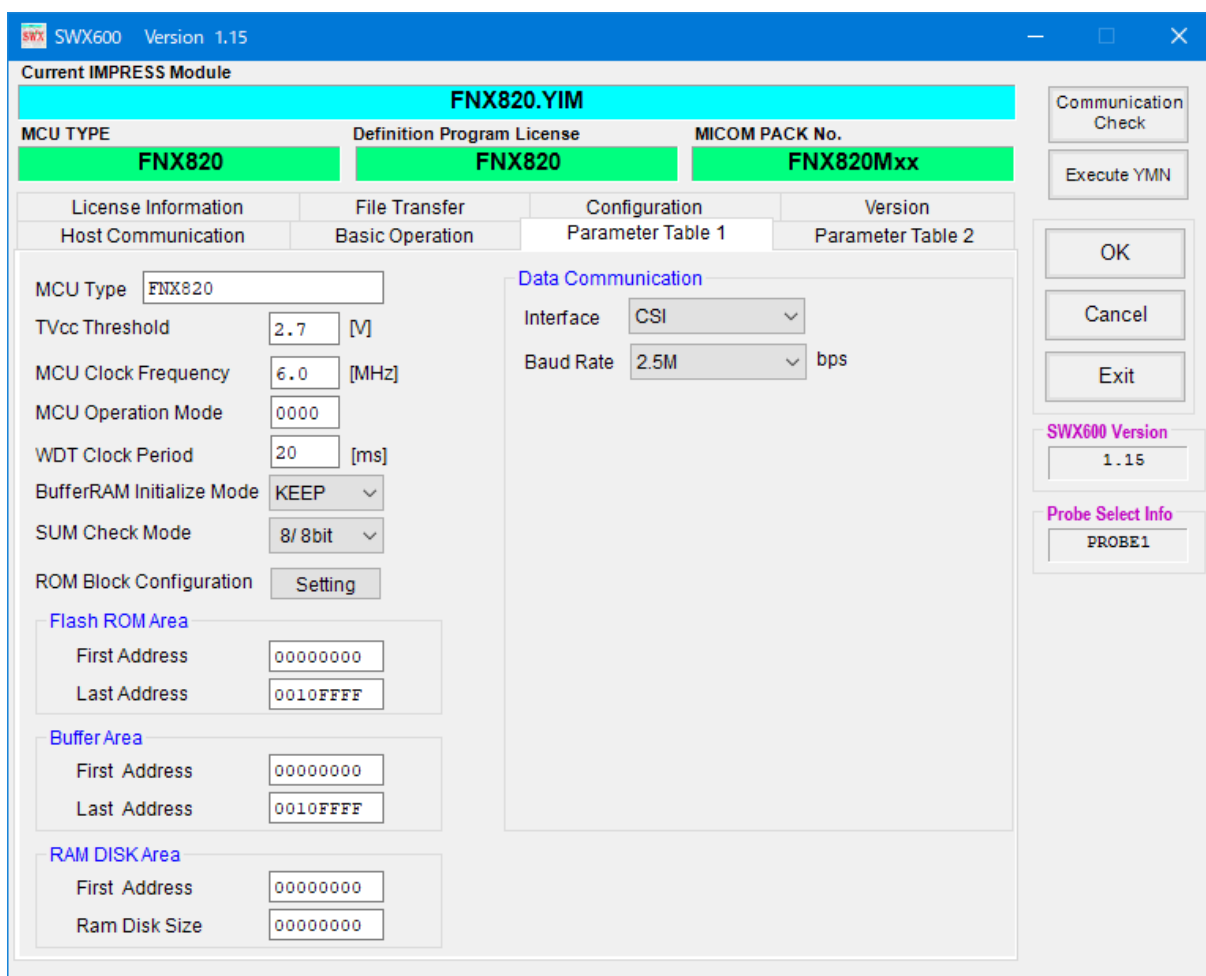 SWX SWX600 Version 1.15
Current IMPRESS Module
FNX820.YIM
MCU TYPE Definition Program License MICOM PACK No.
FNX820 FNX820 FNX820Mxx
License Information File Transfer Configuration Version
Host Communication Basic Operation Parameter Table 1 Parameter Table 2
MCU Type FNX820
TVcc Threshold 2.7 [V]
MCU Clock Frequency 6.0 [MHz]
MCU Operation Mode 0000
WDT Clock Period 20 [ms]
BufferRAM Initialize Mode KEEP
SUM Check Mode 8/ 8bit
ROM Block Configuration Setting
Flash ROM Area
First Address 00000000
Last Address 0010FFFF
Buffer Area
First Address 00000000
Last Address 0010FFFF
RAM DISK Area
First Address 00000000
Ram Disk Size 00000000
Data Communication
Interface CSI
Baud Rate 2.5M bps
Communication
Check
Execute YMN
OK
Cancel
Exit
SWX600 Version
1.15
Probe Select Info
PROBE1